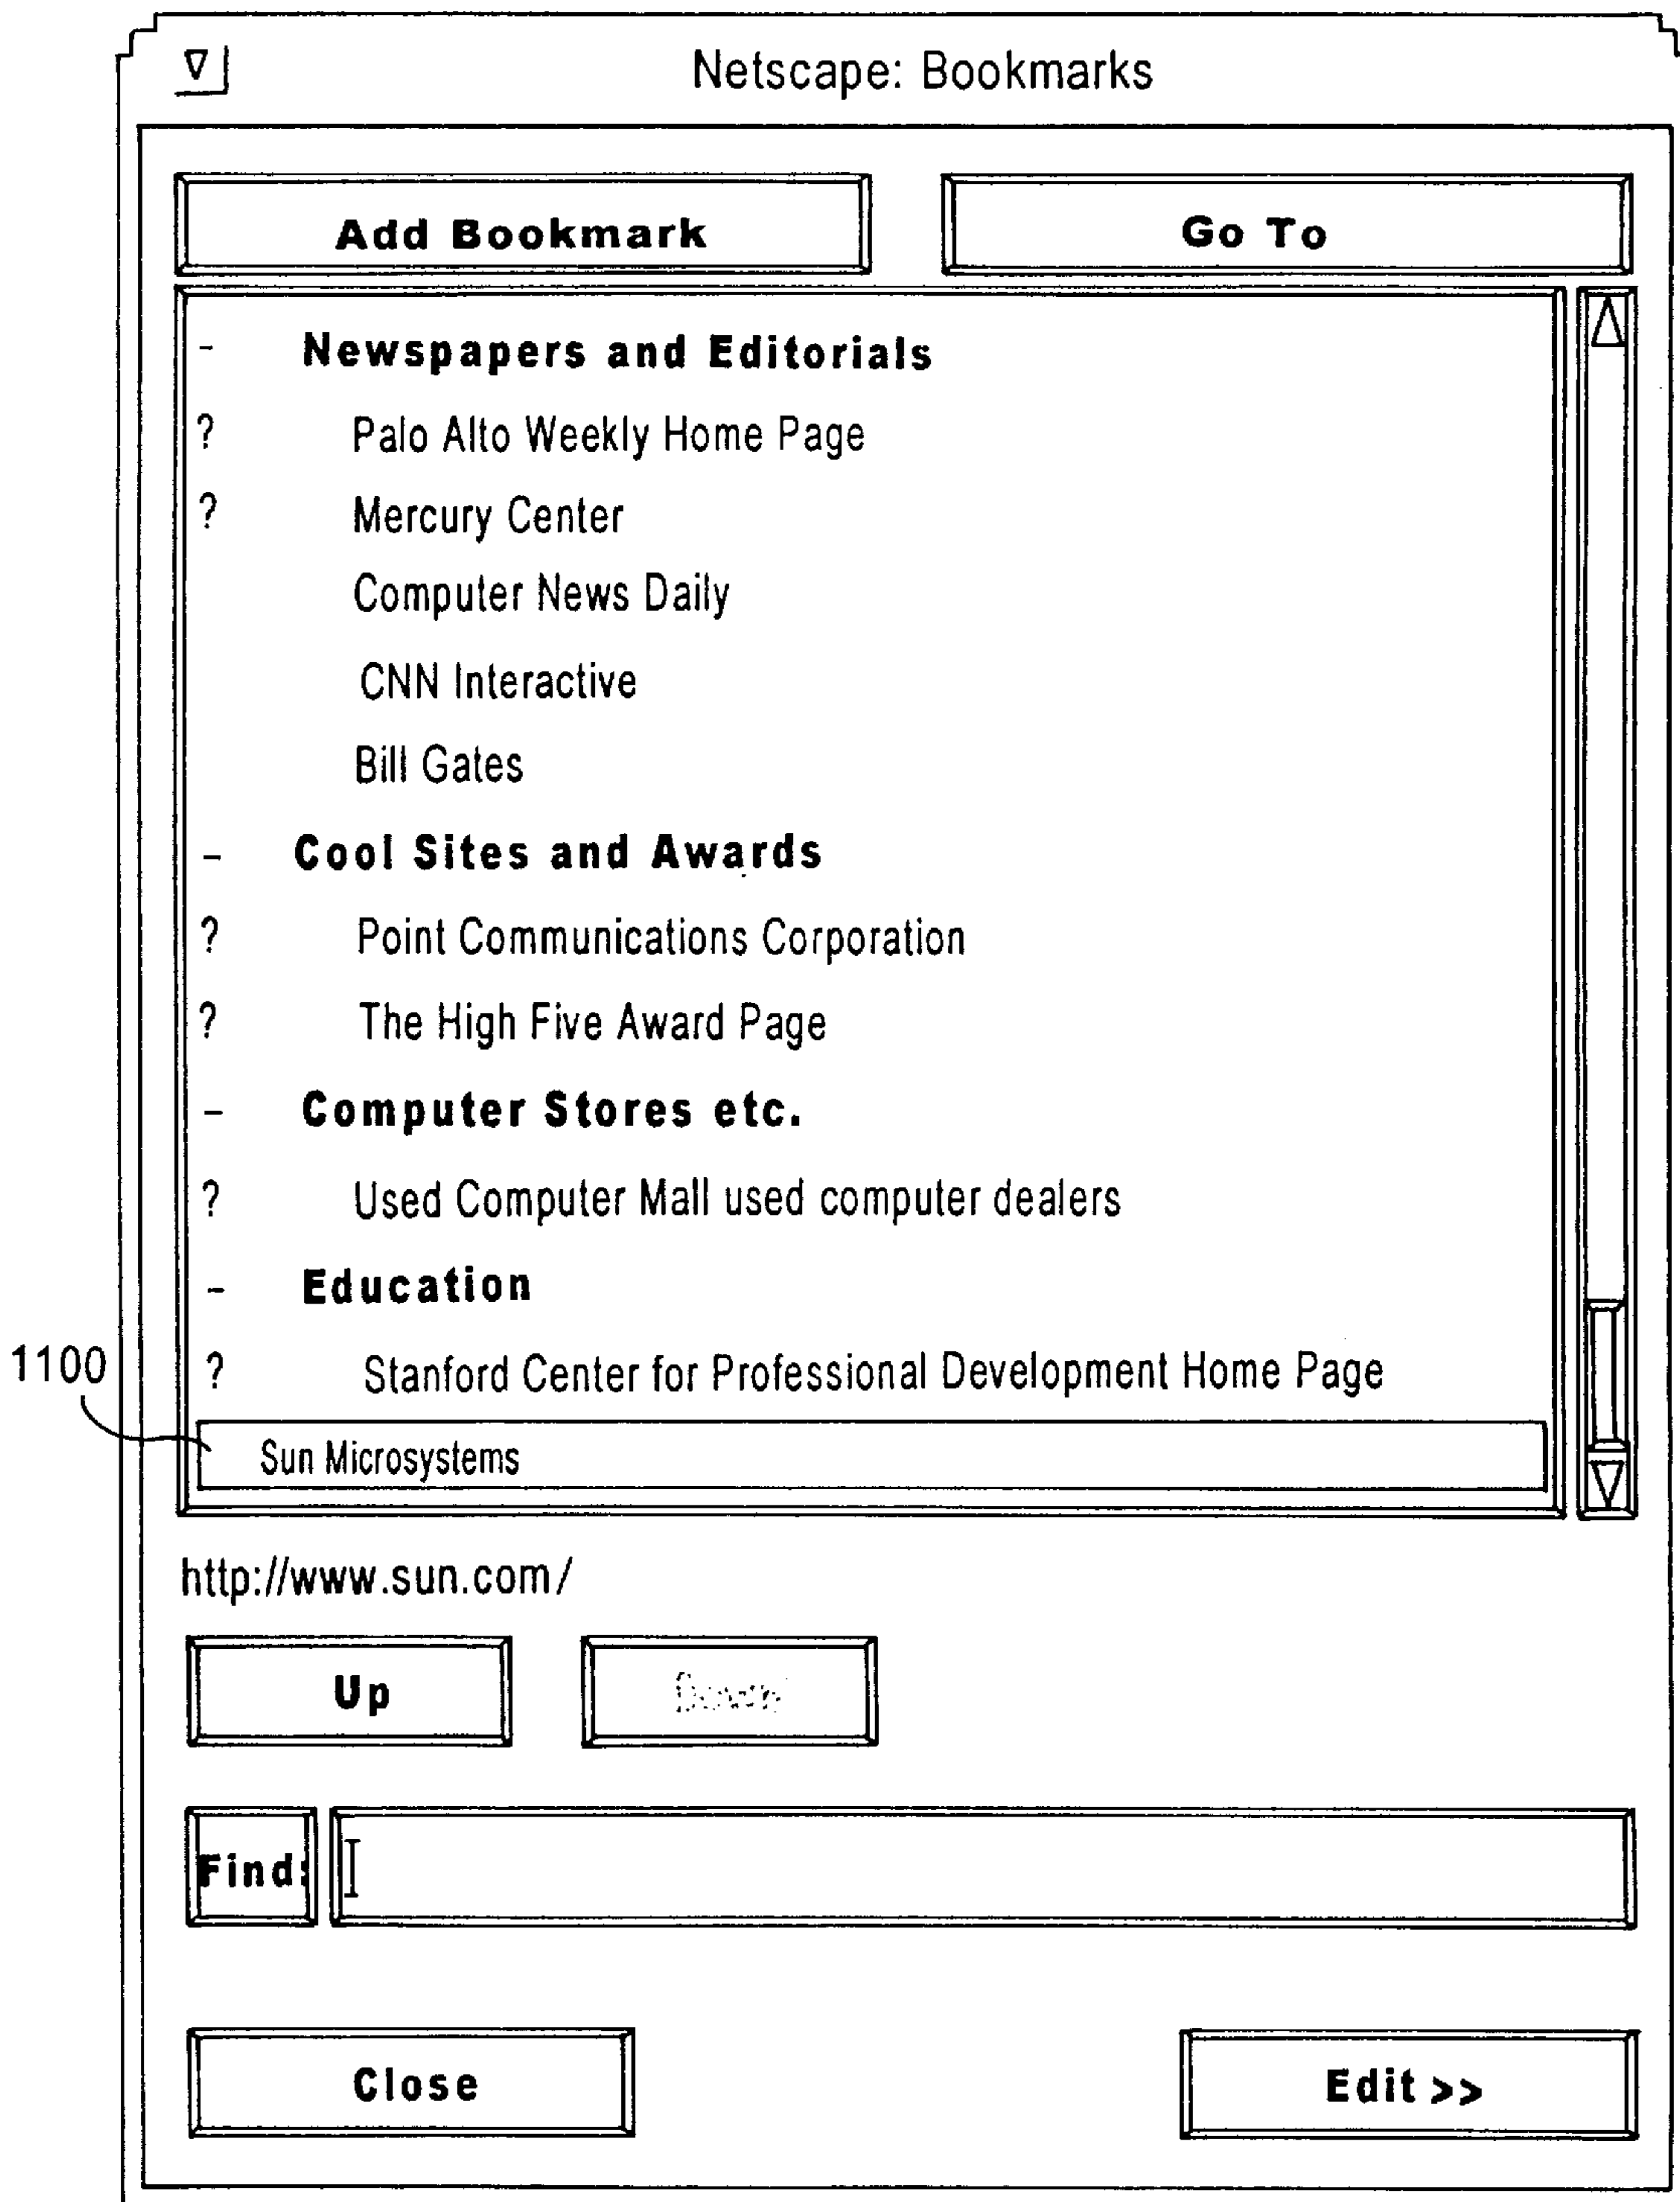 Netscape: Bookmarks
Add Bookmark
Go To
- Newspapers and Editorials
? Palo Alto Weekly Home Page
? Mercury Center
Computer News Daily
CNN Interactive
Bill Gates
- Cool Sites and Awards
? Point Communications Corporation
? The High Five Award Page
- Computer Stores etc.
? Used Computer Mall used computer dealers
- Education
? Stanford Center for Professional Development Home Page
1100
Sun Microsystems
http://www.sun.com/
Up
Find:
Close
Edit >>